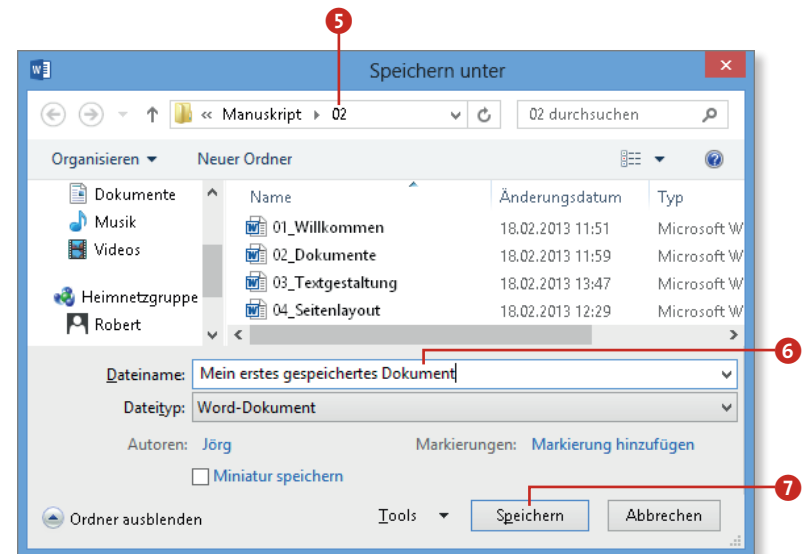 5
Speichern unter
« Manuskript ▸ 02 02 durchsuchen
Organisieren ▾ Neuer Ordner
Dokumente
Musik
Videos
Heimnetzgruppe
Robert
Name Änderungsdatum Typ
01_Willkommen 18.02.2013 11:51 Microsoft W
02_Dokumente 18.02.2013 11:59 Microsoft W
03_Textgestaltung 18.02.2013 13:47 Microsoft W
04_Seitenlayout 18.02.2013 12:29 Microsoft W
6
Dateiname: Mein erstes gespeichertes Dokument
Dateityp: Word-Dokument
Autoren: Jörg Markierungen: Markierung hinzufügen
Miniatur speichern
7
Ordner ausblenden Tools ▾ Speichern Abbrechen